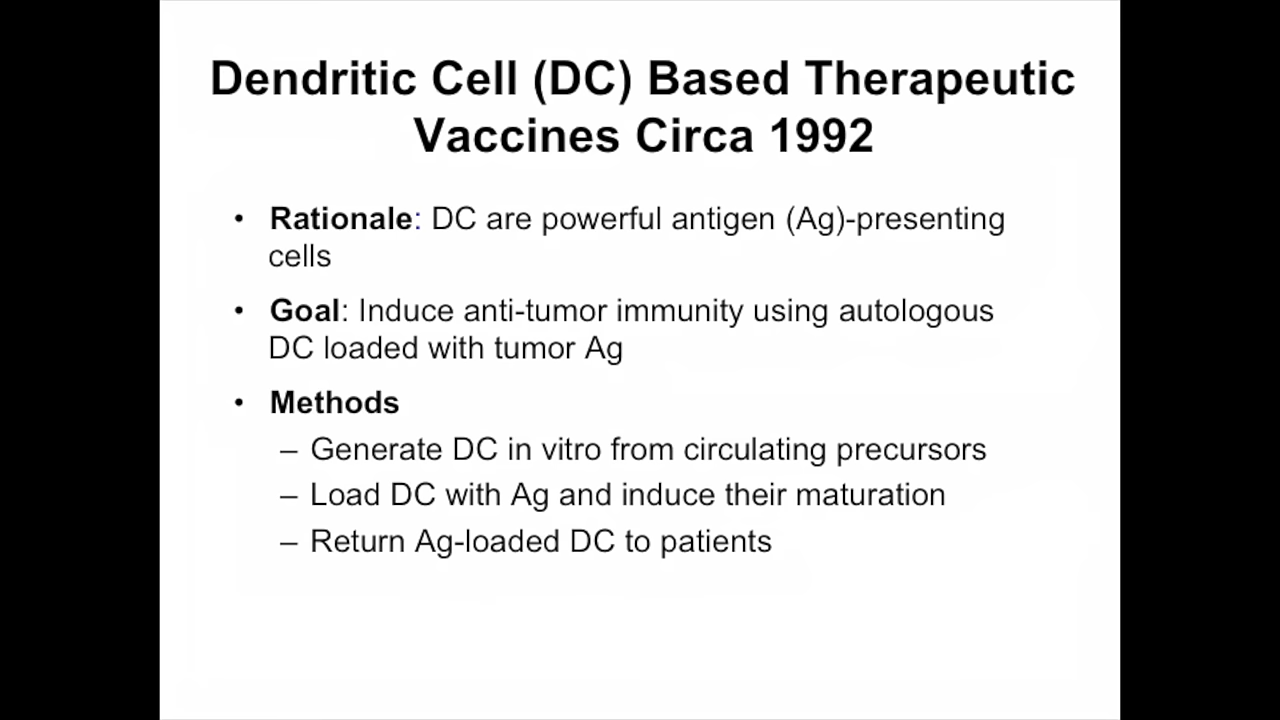 Dendritic Cell (DC) Based Therapeutic
Vaccines Circa 1992
• Rationale: DC are powerful antigen (Ag)-presenting
cells
• Goal: Induce anti-tumor immunity using autologous
DC loaded with tumor Ag
• Methods
– Generate DC in vitro from circulating precursors
– Load DC with Ag and induce their maturation
– Return Ag-loaded DC to patients